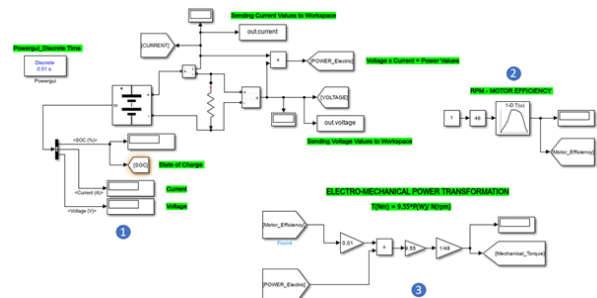 Sending Current Values to Workspace
out.current
[CURRENT]
Powergui_Discrete Time
Discrete
0.01 s.
Powergui
x
[POWER_Electric]
Voltage x Current = Power Values
m
[VOLTAGE]
out.voltage
Sending Voltage Values to Workspace
<SOC (%)>
[SOC]
State of Charge
<Current (A)>
Current
<Voltage (V)>
Voltage
1
2
RPM - MOTOR EFFICIENCY
1-D T(u)
1
48
[Motor_Efficiency]
ELECTRO-MECHANICAL POWER TRANSFORMATION
T(Nm) = 9.55*P(W)/ N(rpm)
[Motor_Efficiency]
0.01
x
9.55
1/48
[Mechanical_Torque]
[POWER_Electric]
3